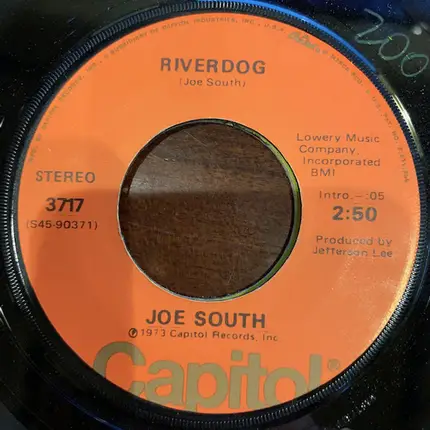 200
RIVERDOG
(Joe South)
Lowery Music
Company,
Incorporated
BMI
STEREO
3717
(S45-90371)
Intro.-:05
2:50
Produced by
Jefferson Lee
JOE SOUTH
℗1973 Capitol Records, Inc.
Capitol®